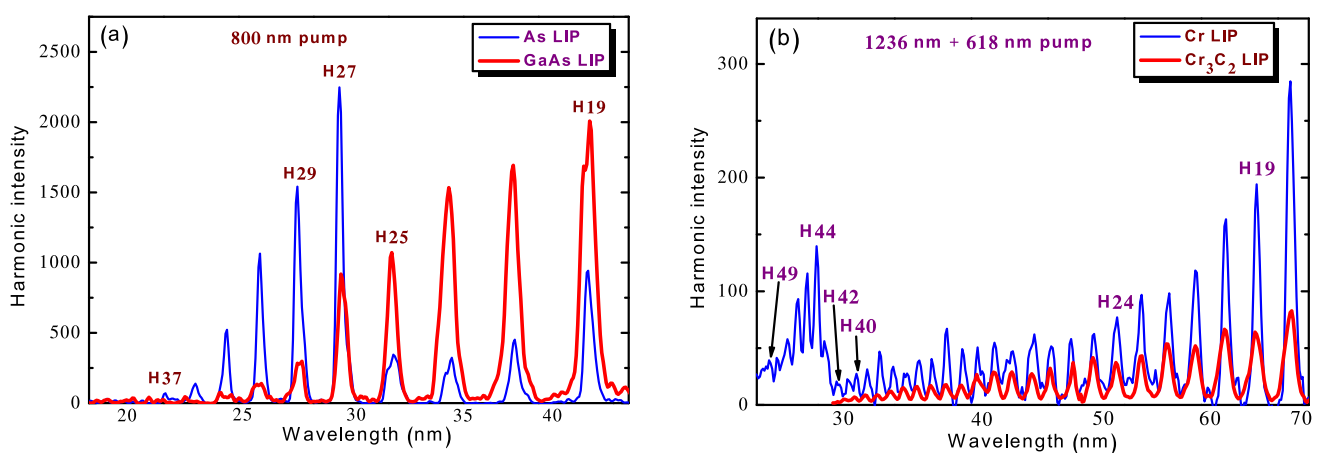 (a)
800 nm pump
As LIP
GaAs LIP
H27
H19
H29
H25
H37
Harmonic intensity
2500
2000
1500
1000
500
0
20
25
30
35
40
Wavelength (nm)
(b)
1236 nm + 618 nm pump
Cr LIP
Cr₃C₂ LIP
H19
H44
H49
H42
H40
H24
Harmonic intensity
300
200
100
0
30
40
50
60
70
Wavelength (nm)